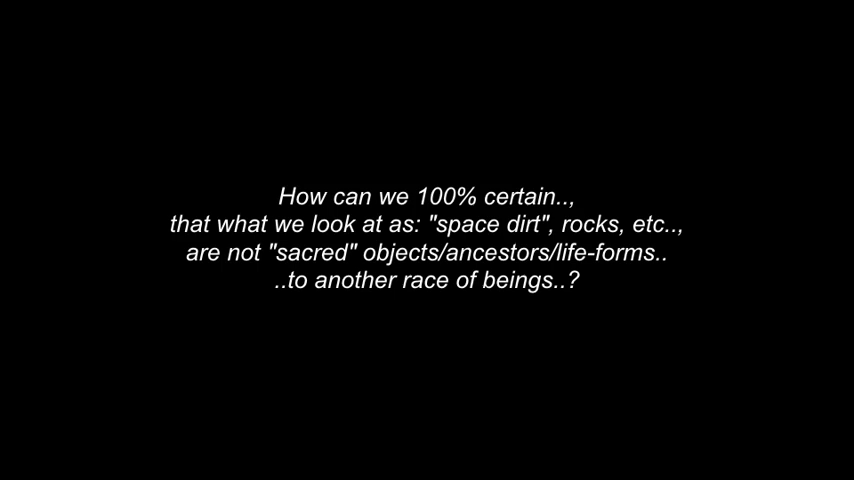 How can we 100% certain..,
that what we look at as: "space dirt", rocks, etc..,
are not "sacred" objects/ancestors/life-forms..
..to another race of beings..?